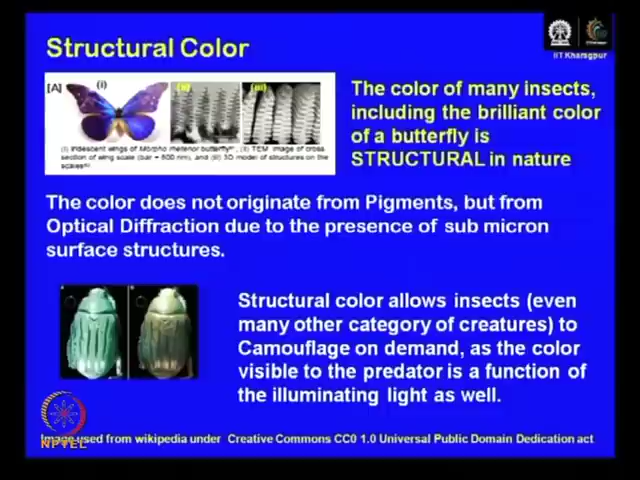 Structural Color
IIT Kharagpur
[A] (i) (ii) (iii)
(i) Iridescent wings of Morpho metenor butterfly, (ii) TEM image of cross
section of wing scale (bar = 500 nm), and (iii) 3D model of structures on the
scales
The color of many insects,
including the brilliant color
of a butterfly is
STRUCTURAL in nature
The color does not originate from Pigments, but from
Optical Diffraction due to the presence of sub micron
surface structures.
Structural color allows insects (even
many other category of creatures) to
Camouflage on demand, as the color
visible to the predator is a function of
the illuminating light as well.
Image used from wikipedia under Creative Commons CC0 1.0 Universal Public Domain Dedication act
NPTEL